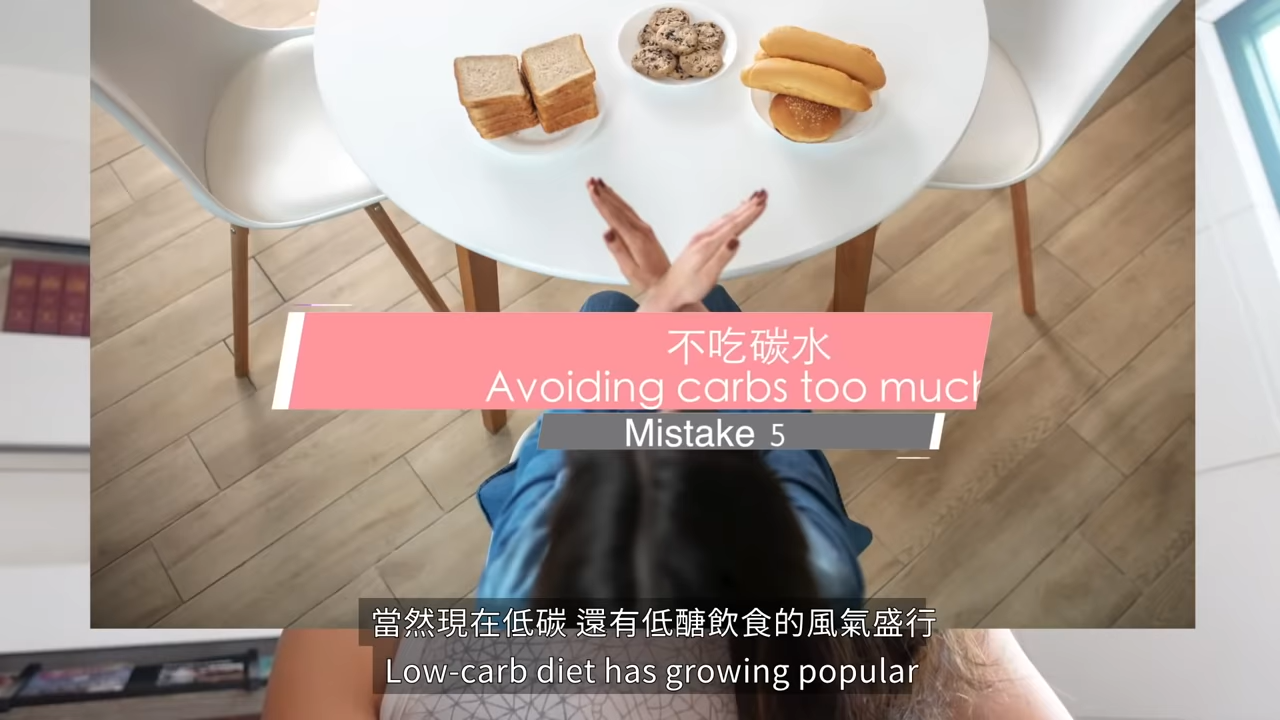 不吃碳水
Avoiding carbs too much
Mistake 5
當然現在低碳 還有低醣飲食的風氣盛行
Low-carb diet has growing popular